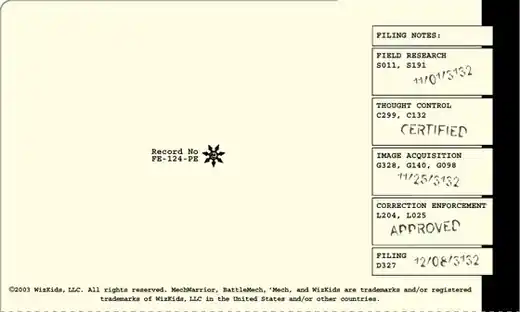 FILING NOTES:
FIELD RESEARCH
S011, S191
11/01/3132
THOUGHT CONTROL
C299, C132
CERTIFIED
Record No
FE-124-PE
IMAGE ACQUISITION
G328, G140, G098
11/25/3132
CORRECTION ENFORCEMENT
L204, L025
APPROVED
FILING
D327
12/08/3132
©2003 WizKids, LLC. All rights reserved. MechWarrior, BattleMech, 'Mech, and WizKids are trademarks and/or registered
trademarks of WizKids, LLC in the United States and/or other countries.